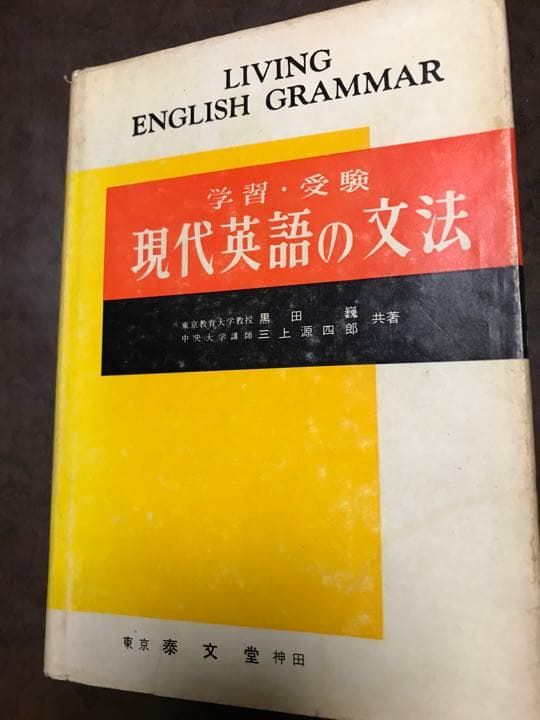 LIVING
ENGLISH GRAMMAR
学習・受験
現代英語の文法
東京教育大学教授 黒田 巍 共著
中央大学講師 三上源四郎
東京 泰文堂 神田